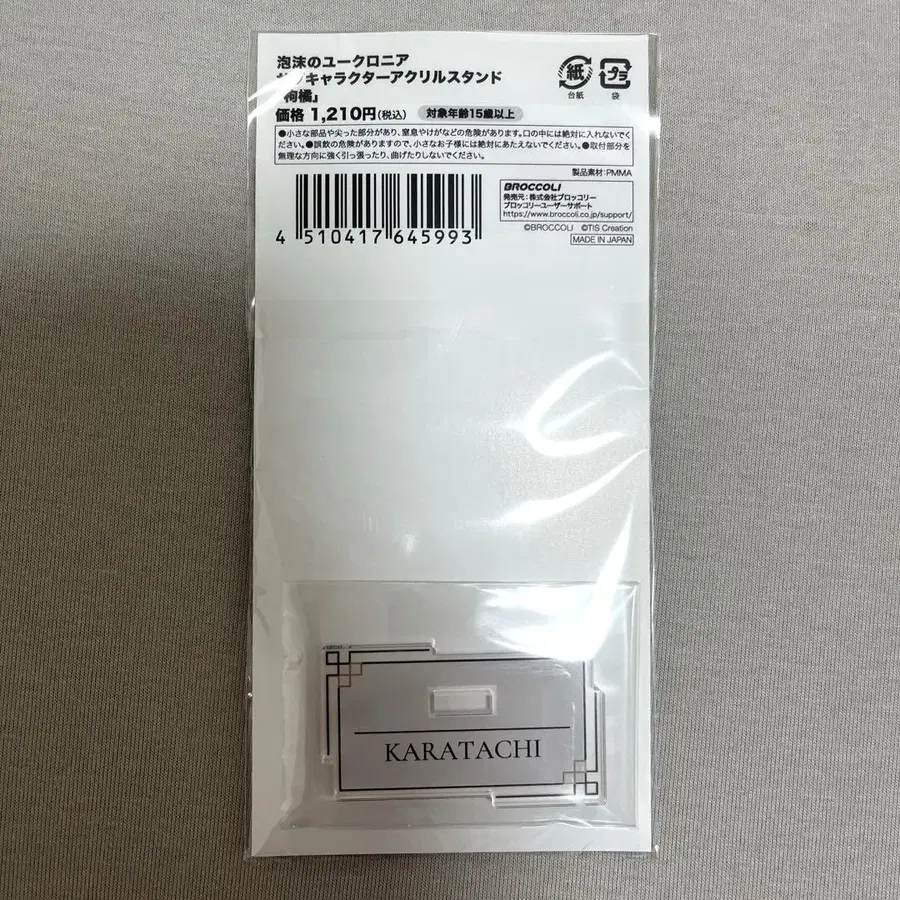 泡沫のユークロニア
サブキャラクターアクリルスタンド
『枸橘』
価格 1,210円(税込) 対象年齢15歳以上
紙
台紙
プラ
袋
●小さな部品や尖った部分があり、窒息やけがなどの危険があります。口の中には絶対に入れないでく
ださい。●誤飲の危険がありますので、小さなお子様には絶対にあたえないでください。●取付部分を
無理な方向に強く引っ張ったり、曲げたりしないでください。
製品素材:PMMA
BROCCOLI
発売元:株式会社ブロッコリー
ブロッコリーユーザーサポート
https://www.broccoli.co.jp/support/
©BROCCOLI ©TIS Creation
MADE IN JAPAN
4 510417 645993
KARATACHI